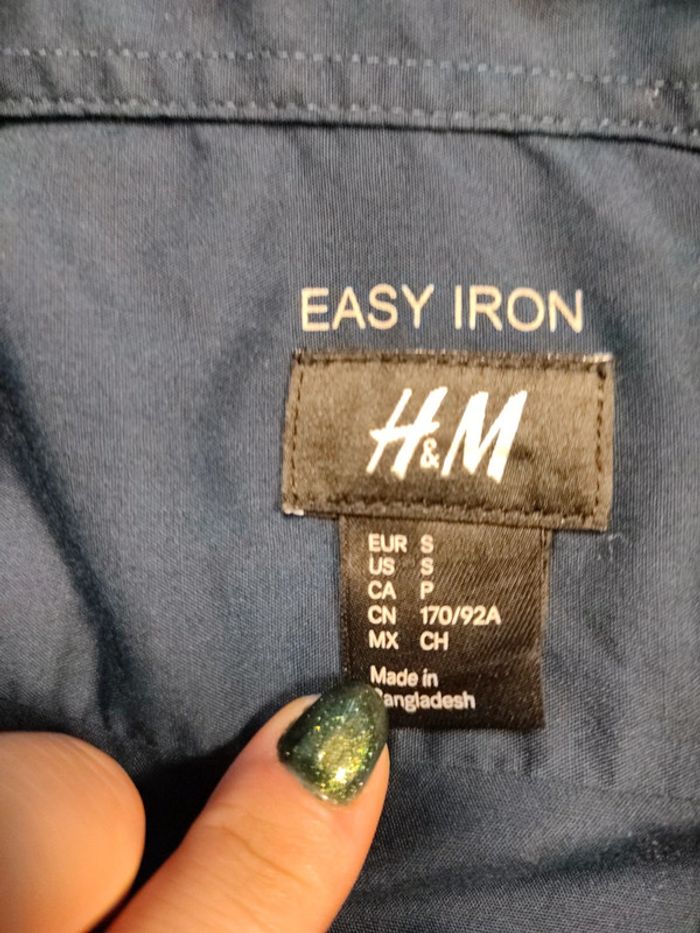 EASY IRON
H&M
EUR S
US S
CA P
CN 170/92A
MX CH
Made in
Bangladesh